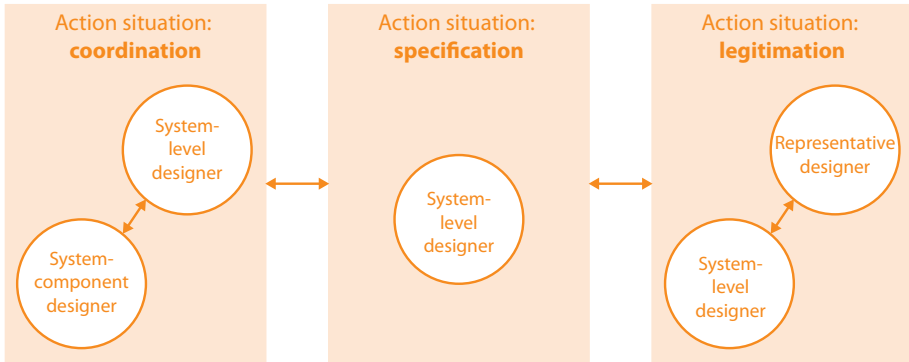 Action situation:
coordination
System-
level
designer
System-
component
designer
Action situation:
specification
System-
level
designer
Action situation:
legitimation
Representative
designer
System-
level
designer